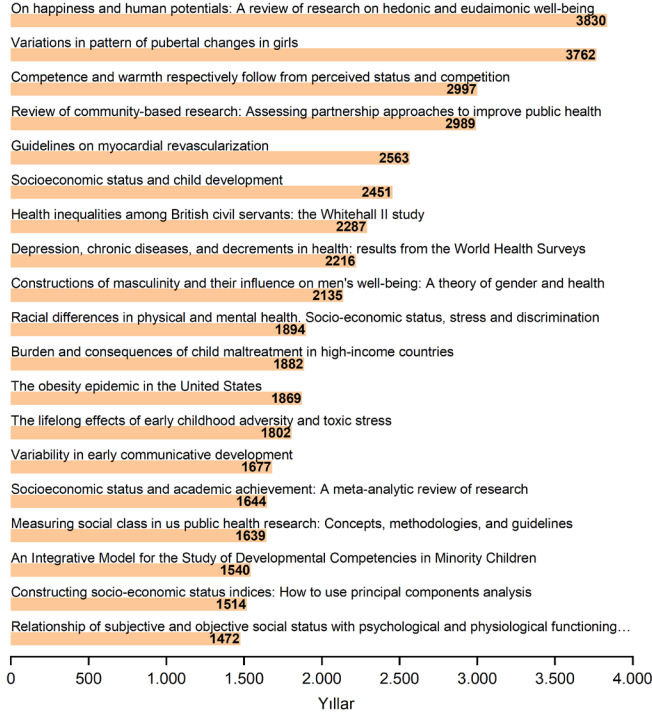 On happiness and human potentials: A review of research on hedonic and eudaimonic well-being
3830
Variations in pattern of pubertal changes in girls
3762
Competence and warmth respectively follow from perceived status and competition
2997
Review of community-based research: Assessing partnership approaches to improve public health
2989
Guidelines on myocardial revascularization
2563
Socioeconomic status and child development
2451
Health inequalities among British civil servants: the Whitehall II study
2287
Depression, chronic diseases, and decrements in health: results from the World Health Surveys
2216
Constructions of masculinity and their influence on men's well-being: A theory of gender and health
2135
Racial differences in physical and mental health. Socio-economic status, stress and discrimination
1894
Burden and consequences of child maltreatment in high-income countries
1882
The obesity epidemic in the United States
1869
The lifelong effects of early childhood adversity and toxic stress
1802
Variability in early communicative development
1677
Socioeconomic status and academic achievement: A meta-analytic review of research
1644
Measuring social class in us public health research: Concepts, methodologies, and guidelines
1639
An Integrative Model for the Study of Developmental Competencies in Minority Children
1540
Constructing socio-economic status indices: How to use principal components analysis
1514
Relationship of subjective and objective social status with psychological and physiological functioning…
1472
0 500 1.000 1.500 2.000 2.500 3.000 3.500 4.000
Yıllar